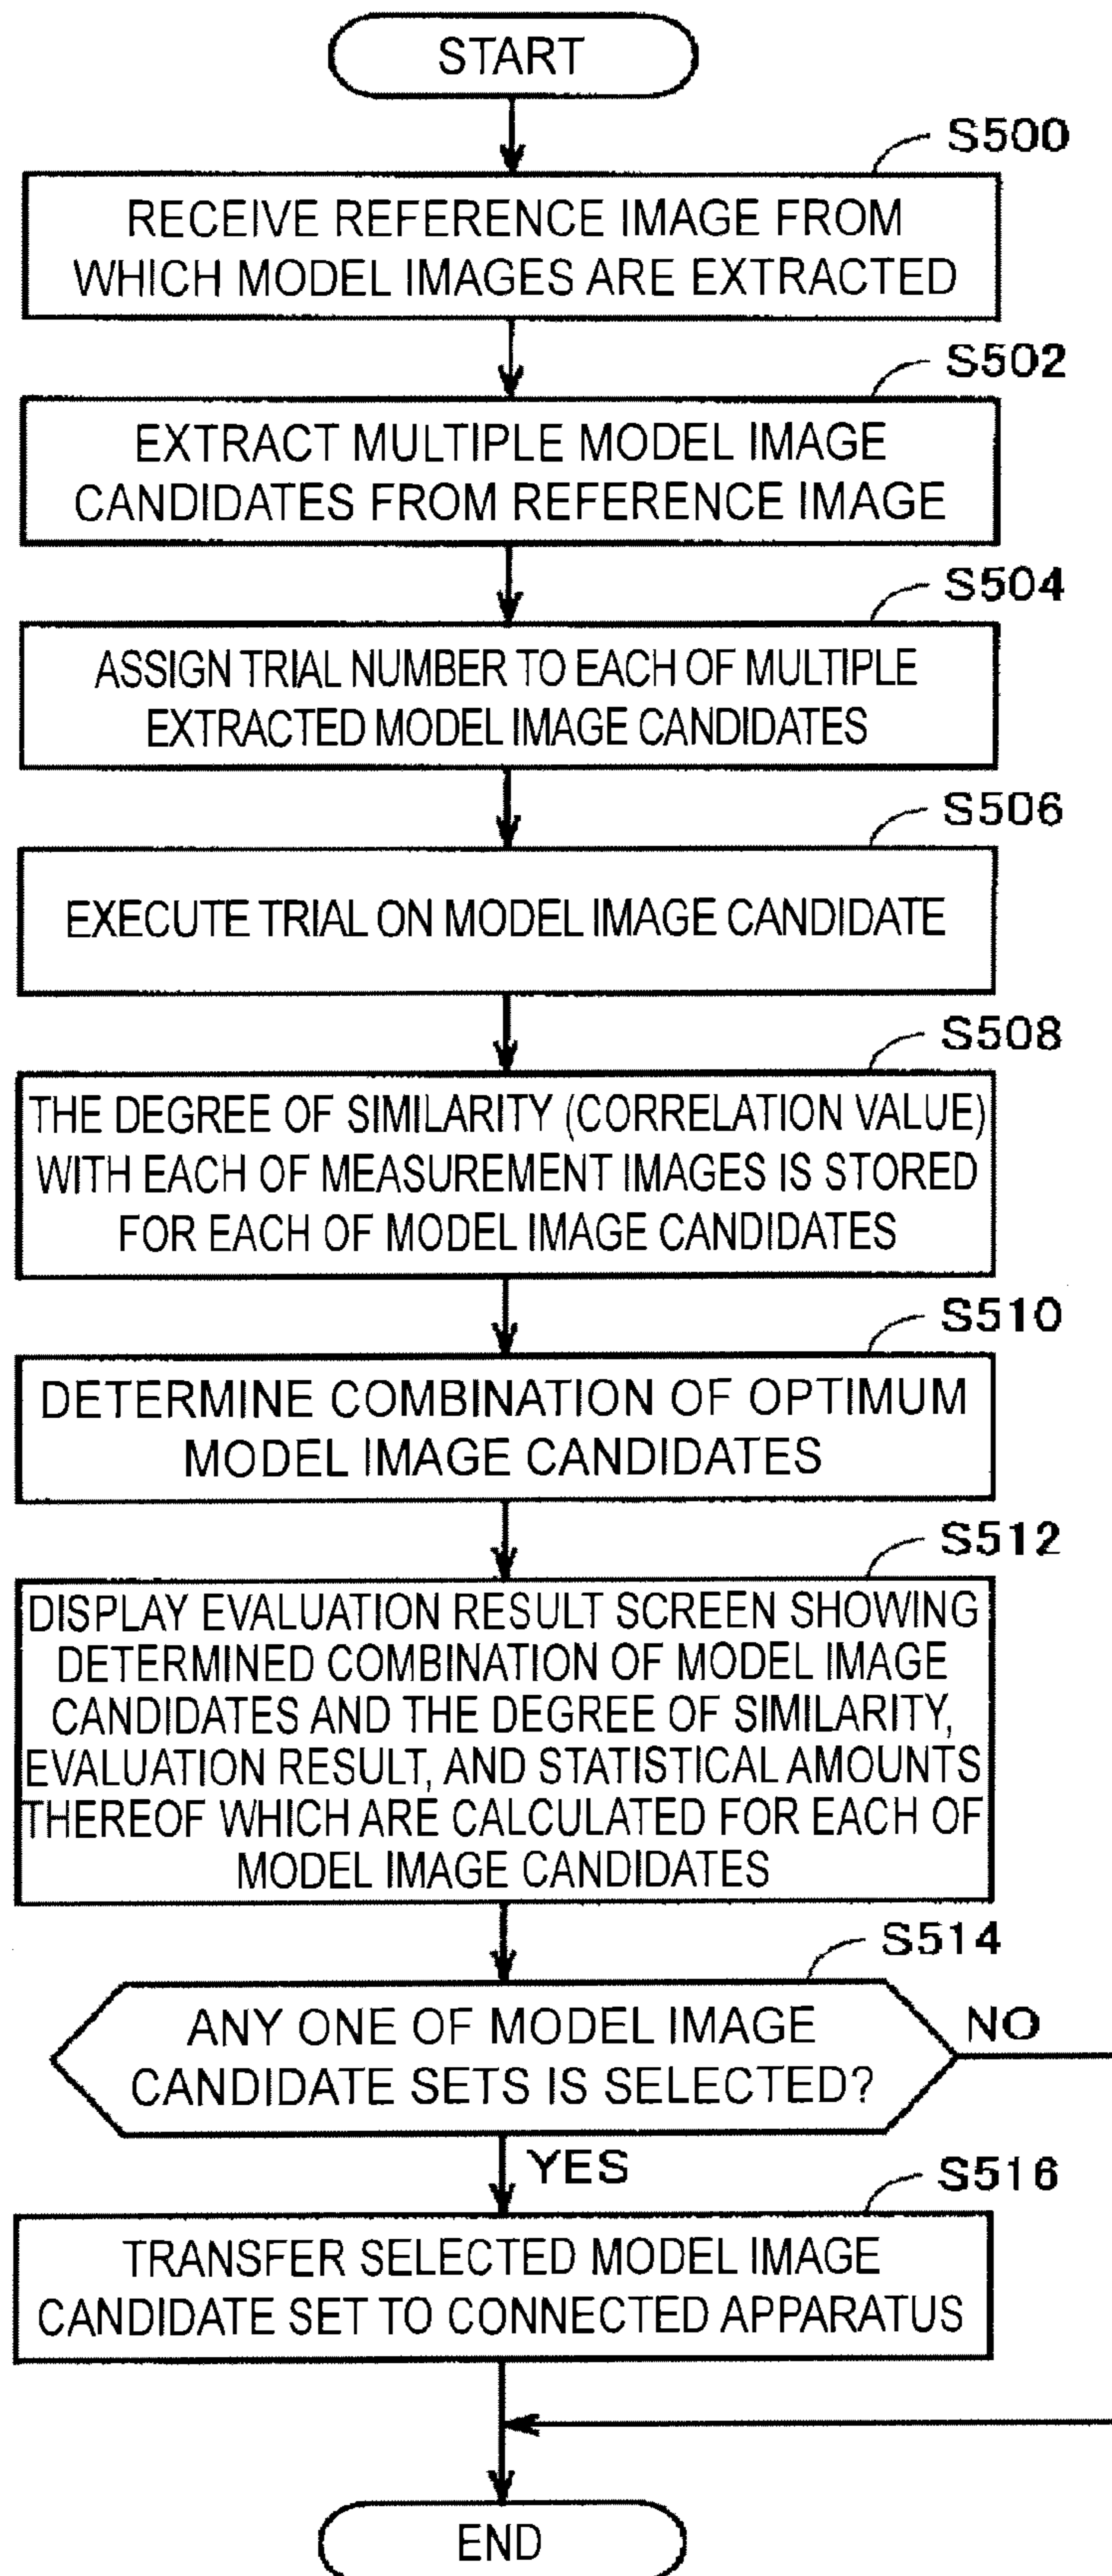 START
S500
RECEIVE REFERENCE IMAGE FROM
WHICH MODEL IMAGES ARE EXTRACTED
S502
EXTRACT MULTIPLE MODEL IMAGE
CANDIDATES FROM REFERENCE IMAGE
S504
ASSIGN TRIAL NUMBER TO EACH OF MULTIPLE
EXTRACTED MODEL IMAGE CANDIDATES
S506
EXECUTE TRIAL ON MODEL IMAGE CANDIDATE
S508
THE DEGREE OF SIMILARITY (CORRELATION VALUE)
WITH EACH OF MEASUREMENT IMAGES IS STORED
FOR EACH OF MODEL IMAGE CANDIDATES
S510
DETERMINE COMBINATION OF OPTIMUM
MODEL IMAGE CANDIDATES
S512
DISPLAY EVALUATION RESULT SCREEN SHOWING
DETERMINED COMBINATION OF MODEL IMAGE
CANDIDATES AND THE DEGREE OF SIMILARITY,
EVALUATION RESULT, AND STATISTICAL AMOUNTS
THEREOF WHICH ARE CALCULATED FOR EACH OF
MODEL IMAGE CANDIDATES
S514
ANY ONE OF MODEL IMAGE
CANDIDATE SETS IS SELECTED?
NO
YES
S516
TRANSFER SELECTED MODEL IMAGE
CANDIDATE SET TO CONNECTED APPARATUS
END